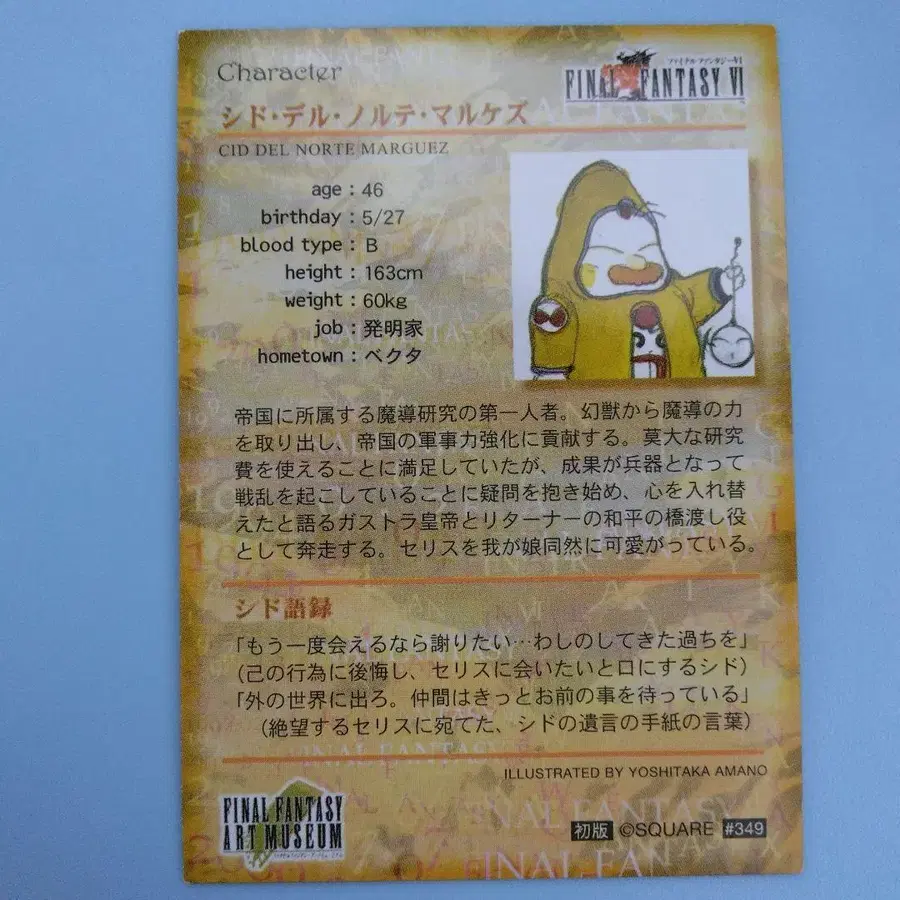 Character
ファイナルファンタジーVI
FINAL FANTASY VI
シド・デル・ノルテ・マルケズ
CID DEL NORTE MARGUEZ
age : 46
birthday : 5/27
blood type : B
height : 163cm
weight : 60kg
job : 発明家
hometown : ベクタ
帝国に所属する魔導研究の第一人者。幻獣から魔導の力
を取り出し、帝国の軍事力強化に貢献する。莫大な研究
費を使えることに満足していたが、成果が兵器となって
戦乱を起こしていることに疑問を抱き始め、心を入れ替
えたと語るガストラ皇帝とリターナーの和平の橋渡し役
として奔走する。セリスを我が娘同然に可愛がっている。
シド語録
「もう一度会えるなら謝りたい…わしのしてきた過ちを」
（己の行為に後悔し、セリスに会いたいと口にするシド）
「外の世界に出ろ。仲間はきっとお前の事を待っている」
（絶望するセリスに宛てた、シドの遺言の手紙の言葉）
ILLUSTRATED BY YOSHITAKA AMANO
FINAL FANTASY
ART MUSEUM
初版 ©SQUARE #349